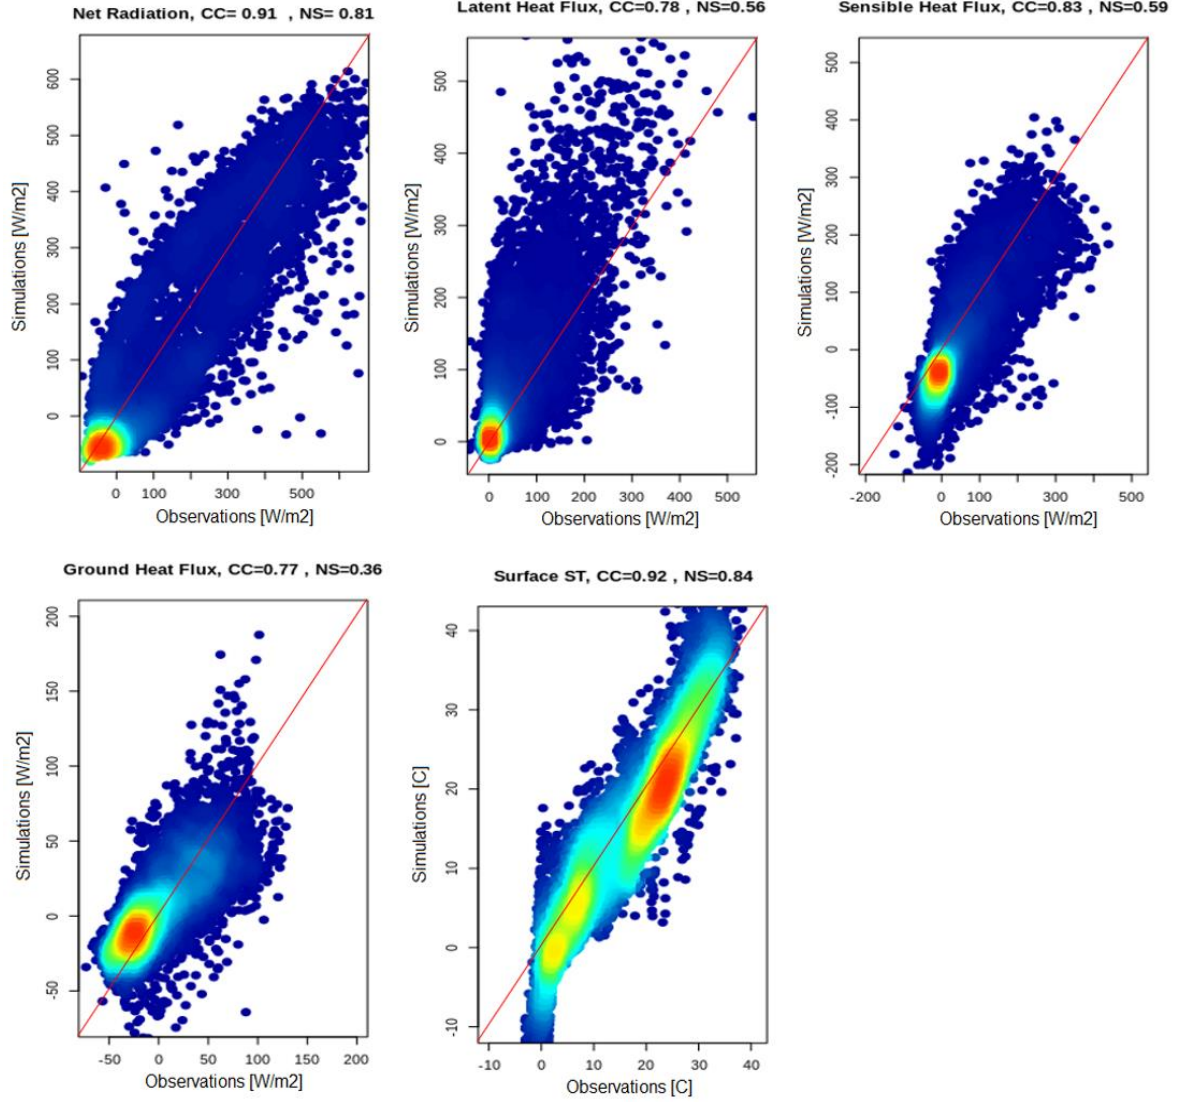 Net Radiation, CC= 0.91 , NS= 0.81
Simulations [W/m2]
600
500
400
300
200
100
0
0 100 300 500
Observations [W/m2]
Latent Heat Flux, CC=0.78 , NS=0.56
Simulations [W/m2]
500
400
300
200
100
0
0 100 200 300 400 500
Observations [W/m2]
Sensible Heat Flux, CC=0.83 , NS=0.59
Simulations [W/m2]
500
400
300
200
100
0
-100
-200
-200 0 100 300 500
Observations [W/m2]
Ground Heat Flux, CC=0.77 , NS=0.36
Simulations [W/m2]
200
150
100
50
0
-50
-50 0 50 100 150 200
Observations [W/m2]
Surface ST, CC=0.92 , NS=0.84
Simulations [C]
40
30
20
10
0
-10
-10 0 10 20 30 40
Observations [C]